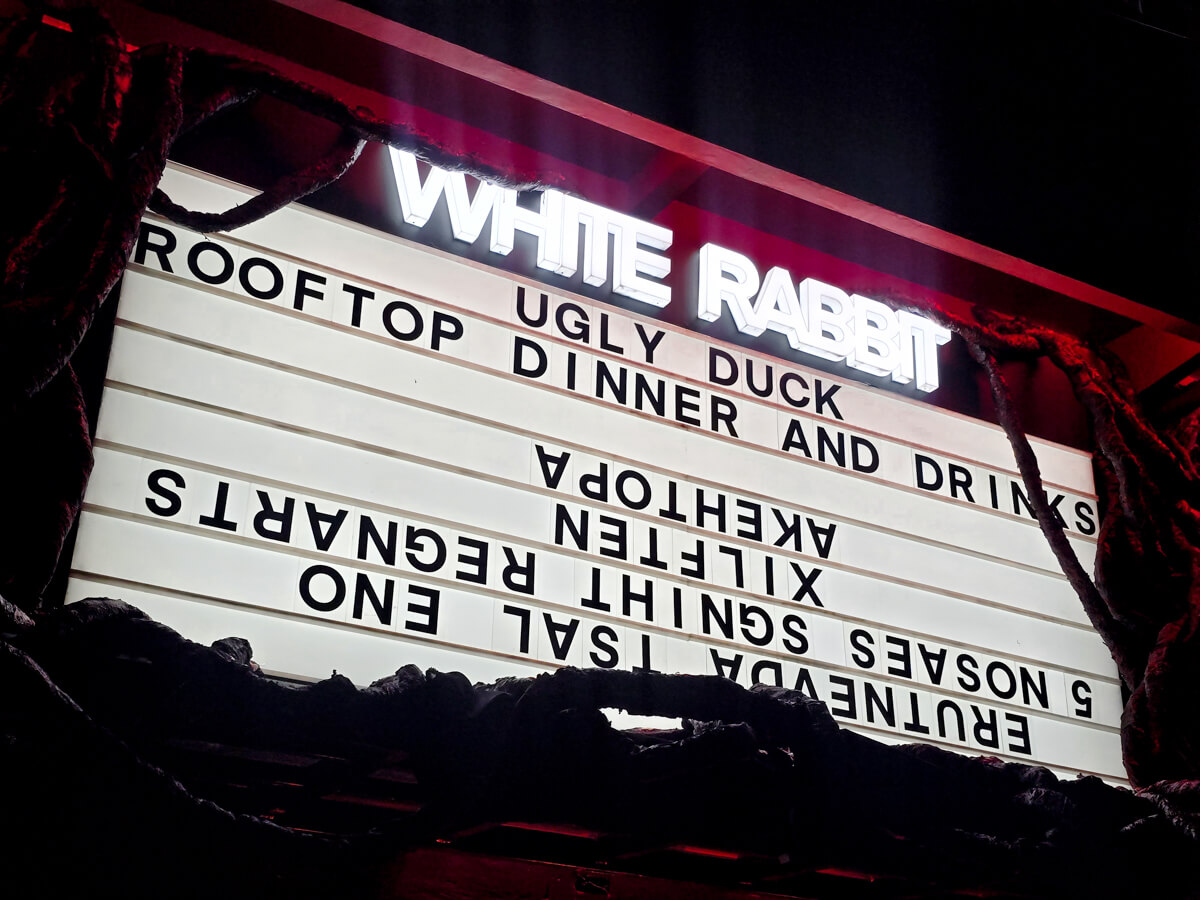 WHITE RABBIT
UGLY DUCK
ROOFTOP DINNER AND DRINKS
APOTHEKA
NETFLIX
STRANGER THINGS SEASON 5
ONE LAST ADVENTURE